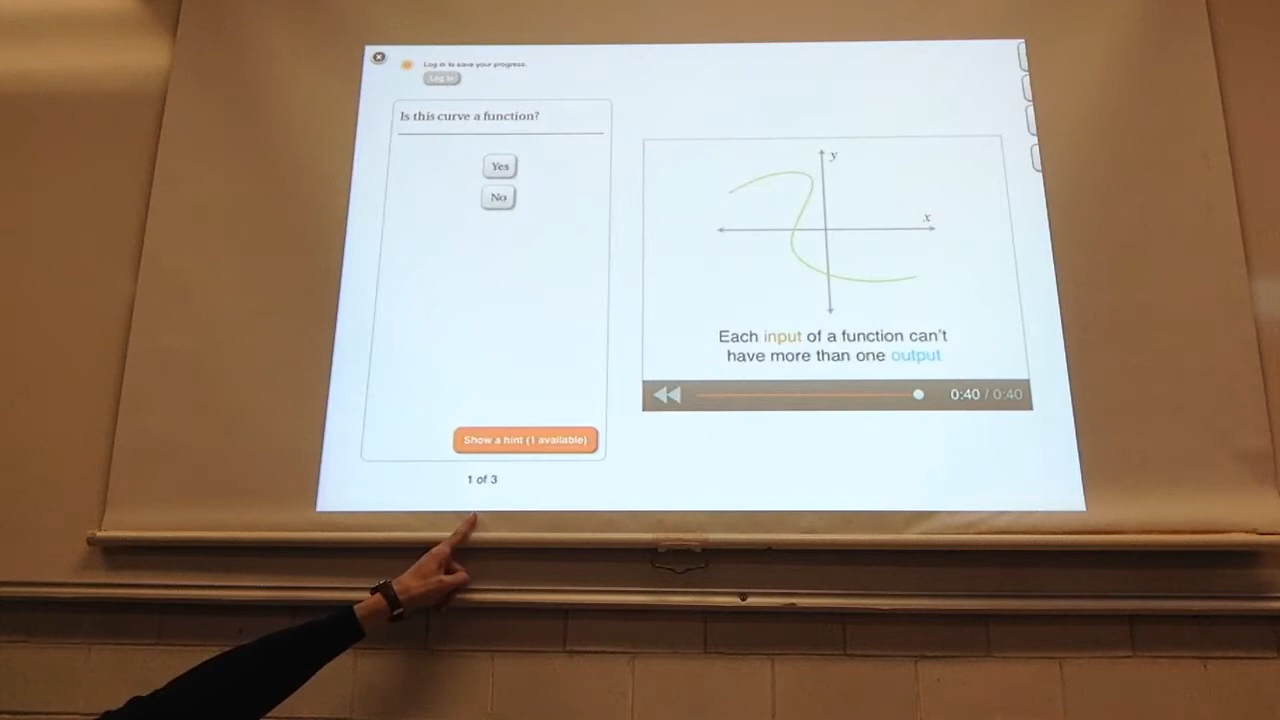 Log in to save your progress.
Log in
Is this curve a function?
Yes
No
Show a hint (1 available)
1 of 3
y
x
Each input of a function can't
have more than one output
0:40 / 0:40